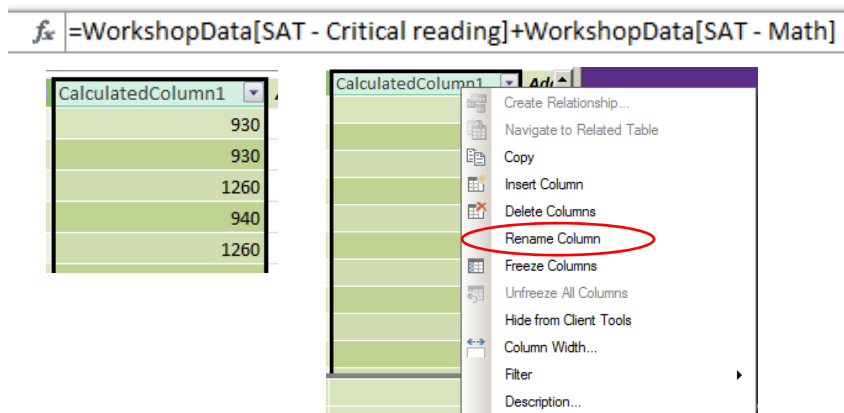 fx =WorkshopData[SAT - Critical reading]+WorkshopData[SAT - Math]
CalculatedColumn1
930
930
1260
940
1260
CalculatedColumn1
Create Relationship...
Navigate to Related Table
Copy
Insert Column
Delete Columns
Rename Column
Freeze Columns
Unfreeze All Columns
Hide from Client Tools
Column Width...
Filter
Description...